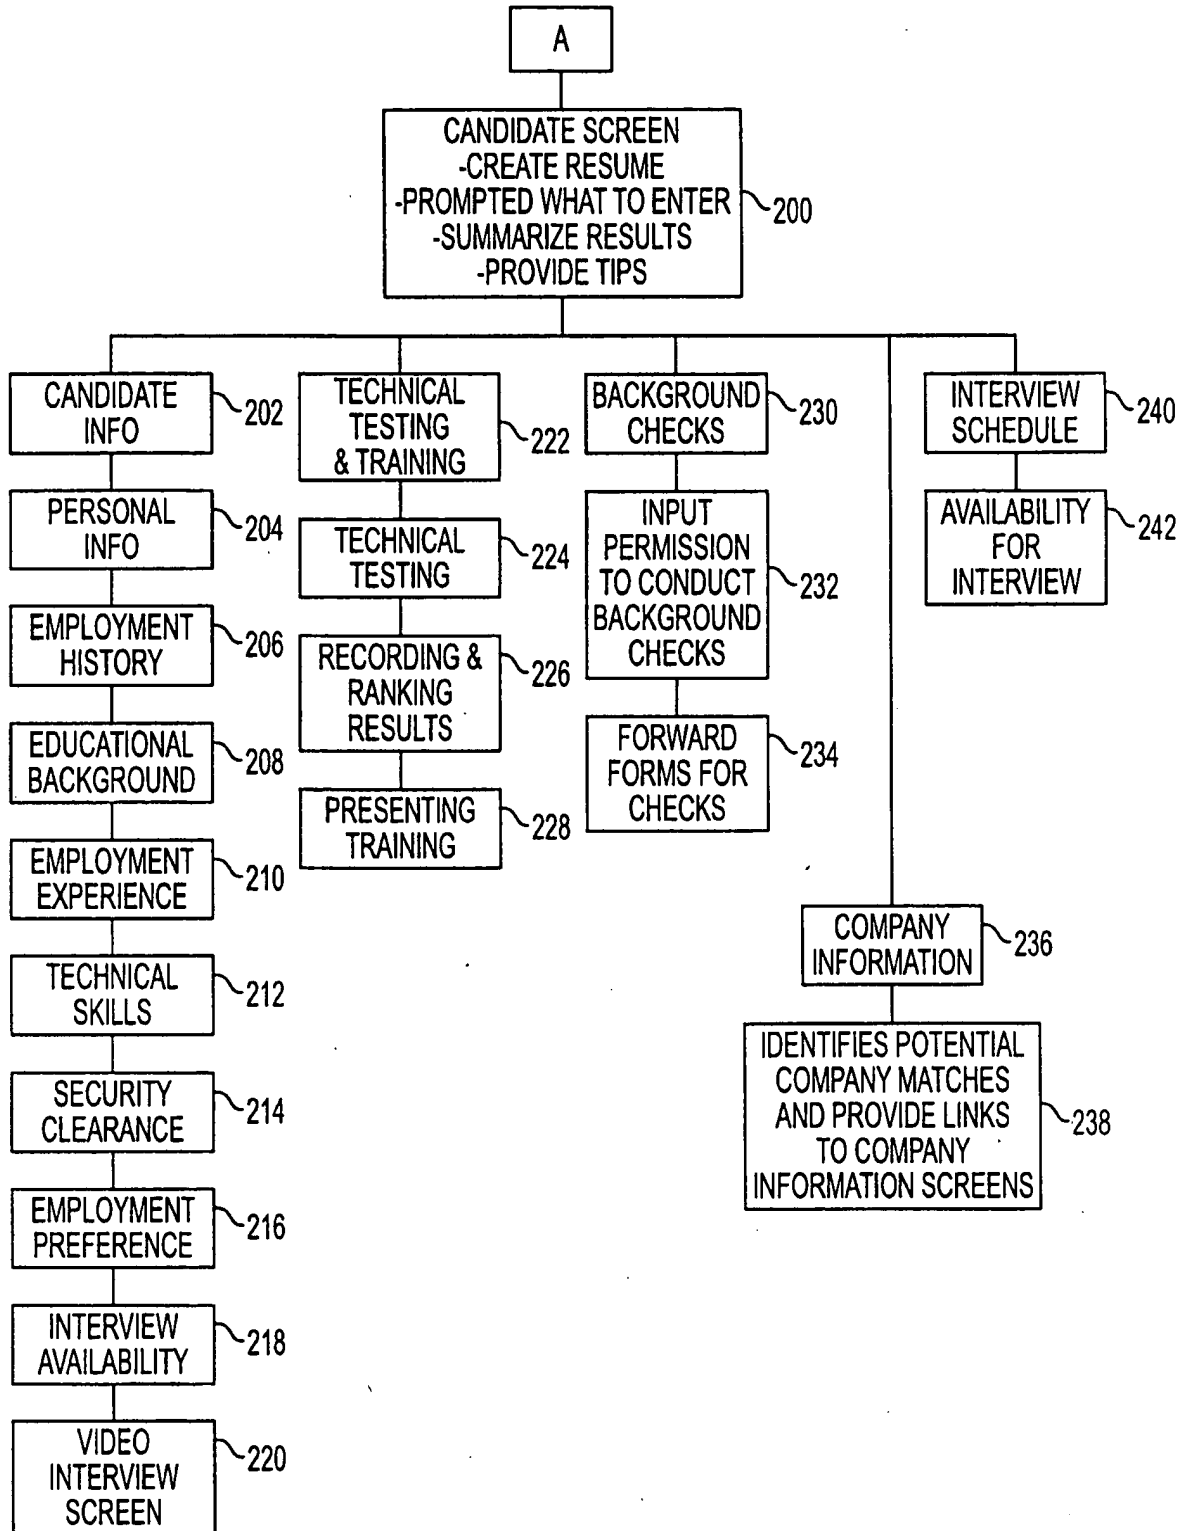 A
CANDIDATE SCREEN
-CREATE RESUME
-PROMPTED WHAT TO ENTER
-SUMMARIZE RESULTS
-PROVIDE TIPS
200
CANDIDATE
INFO
202
PERSONAL
INFO
204
EMPLOYMENT
HISTORY
206
EDUCATIONAL
BACKGROUND
208
EMPLOYMENT
EXPERIENCE
210
TECHNICAL
SKILLS
212
SECURITY
CLEARANCE
214
EMPLOYMENT
PREFERENCE
216
INTERVIEW
AVAILABILITY
218
VIDEO
INTERVIEW
SCREEN
220
TECHNICAL
TESTING
& TRAINING
222
TECHNICAL
TESTING
224
RECORDING &
RANKING
RESULTS
226
PRESENTING
TRAINING
228
BACKGROUND
CHECKS
230
INPUT
PERMISSION
TO CONDUCT
BACKGROUND
CHECKS
232
FORWARD
FORMS FOR
CHECKS
234
COMPANY
INFORMATION
236
IDENTIFIES POTENTIAL
COMPANY MATCHES
AND PROVIDE LINKS
TO COMPANY
INFORMATION SCREENS
238
INTERVIEW
SCHEDULE
240
AVAILABILITY
FOR
INTERVIEW
242